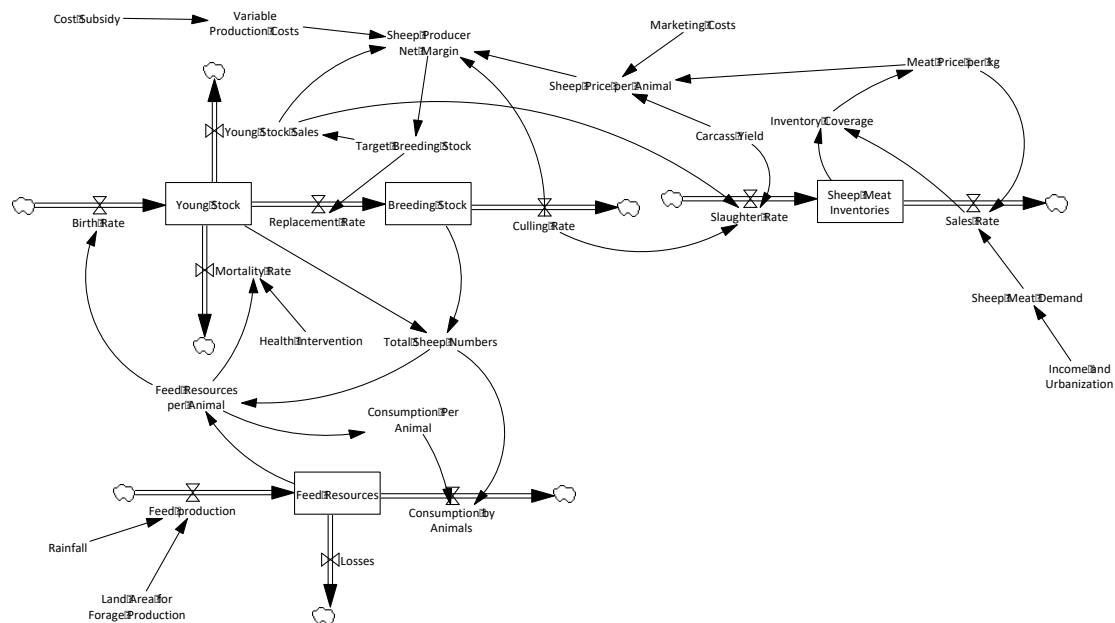 Cost Subsidy
Variable
Production Costs
Sheep Producer
Net Margin
Marketing Costs
Sheep Price per Animal
Meat Price per kg
Young Stock Sales
Target Breeding Stock
Carcass Yield
Inventory Coverage
Young Stock
Breeding Stock
Sheep Meat
Inventories
Birth Rate
Replacement Rate
Culling Rate
Slaughter Rate
Sales Rate
Mortality Rate
Sheep Meat Demand
Health Intervention
Total Sheep Numbers
Income and
Urbanization
Feed Resources
per Animal
Consumption Per
Animal
Feed Resources
Feed production
Consumption by
Animals
Rainfall
Losses
Land Area for
Forage Production